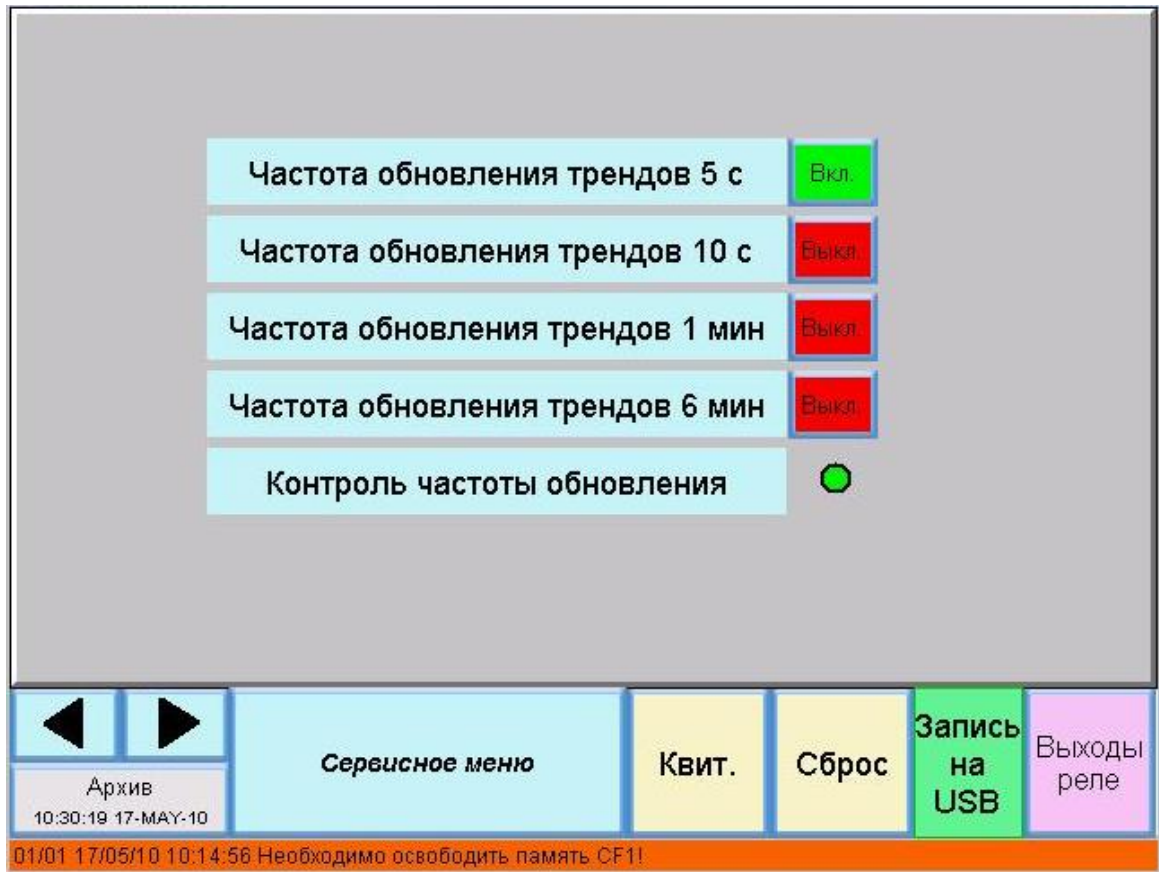 Частота обновления трендов 5 с
Вкл.
Частота обновления трендов 10 с
Выкл.
Частота обновления трендов 1 мин
Выкл.
Частота обновления трендов 6 мин
Выкл.
Контроль частоты обновления
Архив
10:30:19 17-MAY-10
Сервисное меню
Квит.
Сброс
Запись
на
USB
Выходы
реле
01/01 17/05/10 10:14:56 Необходимо освободить память CF1!